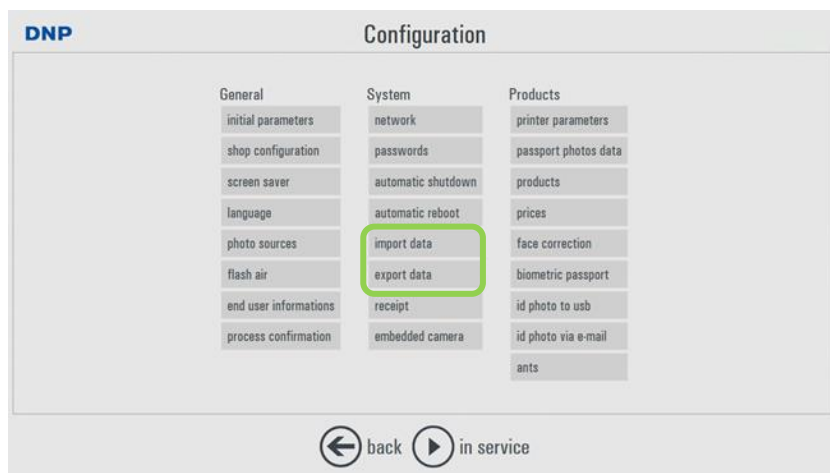 DNP
Configuration
General
initial parameters
shop configuration
screen saver
language
photo sources
flash air
end user informations
process confirmation
System
network
passwords
automatic shutdown
automatic reboot
import data
export data
receipt
embedded camera
Products
printer parameters
passport photos data
products
prices
face correction
biometric passport
id photo to usb
id photo via e-mail
ants
back
in service